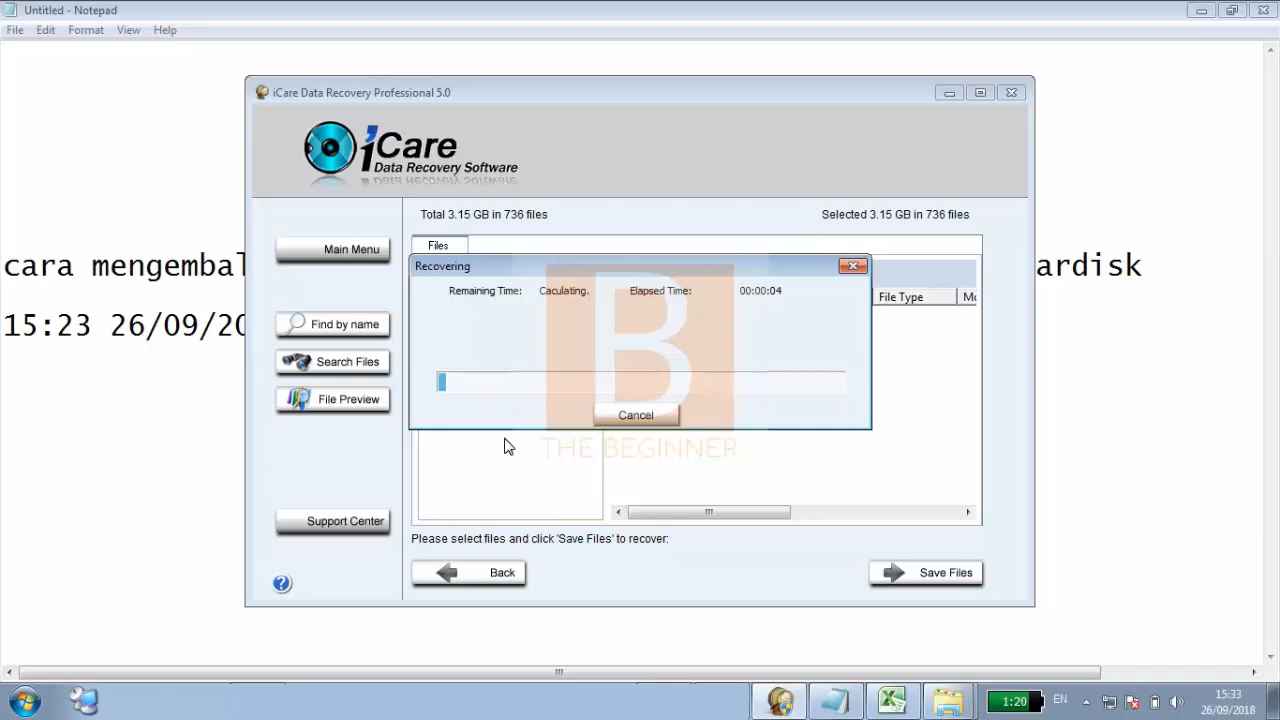 Untitled - Notepad
File Edit Format View Help
iCare Data Recovery Professional 5.0
iCare
Data Recovery Software
Total 3.15 GB in 736 files
Selected 3.15 GB in 736 files
Main Menu
Files
cara mengembal
ardisk
Recovering
Remaining Time: Caculating. Elapsed Time: 00:00:04
File Type Mo
15:23 26/09/20
Find by name
Search Files
File Preview
B
Cancel
THE BEGINNER
Support Center
Please select files and click 'Save Files' to recover:
Back
Save Files
1:20
EN
15:33
26/09/2018